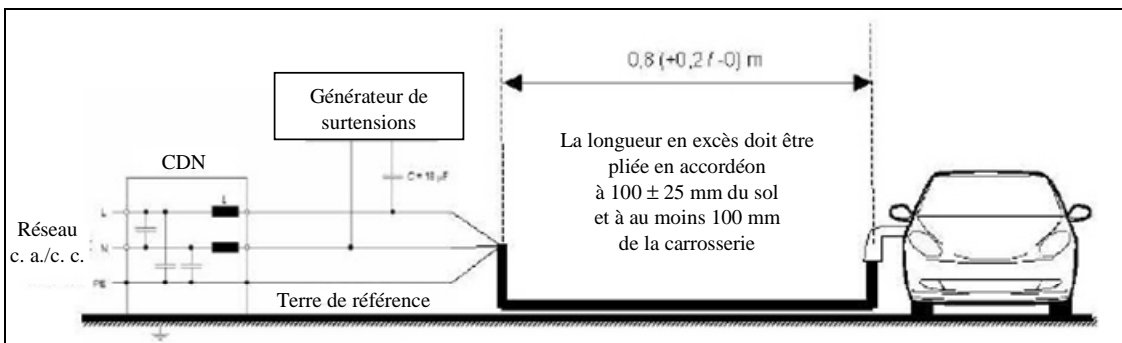 0,8 (+0,2 / -0) m
Générateur de
surtensions
La longueur en excès doit être
pliée en accordéon
à 100 ± 25 mm du sol
et à au moins 100 mm
de la carrosserie
CDN
C = 18 µF
L
L
Réseau
c. a./c. c.
N
PE
Terre de référence